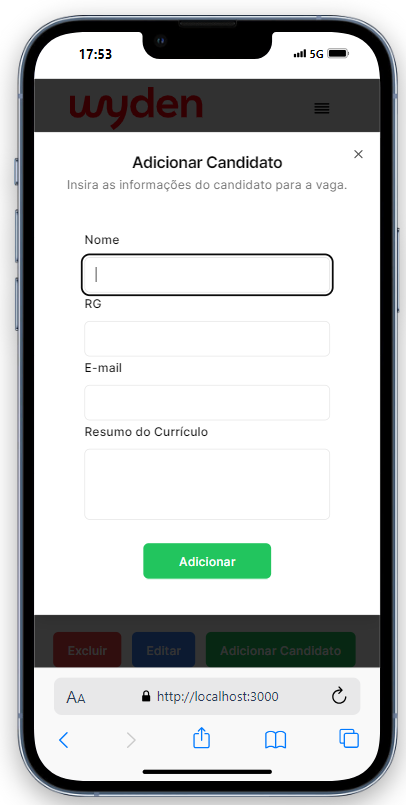 17:53
5G
wyden
Adicionar Candidato
Insira as informações do candidato para a vaga.
Nome
RG
E-mail
Resumo do Currículo
Adicionar
Excluir
Editar
Adicionar Candidato
AA
http://localhost:3000